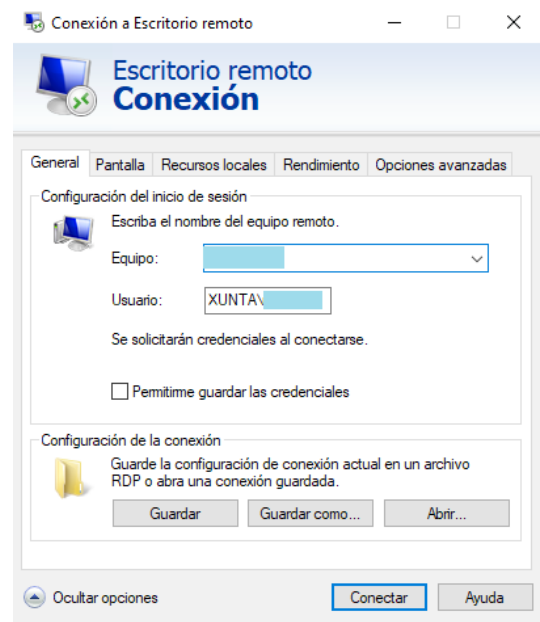 Conexión a Escritorio remoto
Escritorio remoto
Conexión
General Pantalla Recursos locales Rendimiento Opciones avanzadas
Configuración del inicio de sesión
Escriba el nombre del equipo remoto.
Equipo:
Usuario: XUNTA\
Se solicitarán credenciales al conectarse.
Permitirme guardar las credenciales
Configuración de la conexión
Guarde la configuración de conexión actual en un archivo
RDP o abra una conexión guardada.
Guardar Guardar como... Abrir...
Ocultar opciones Conectar Ayuda